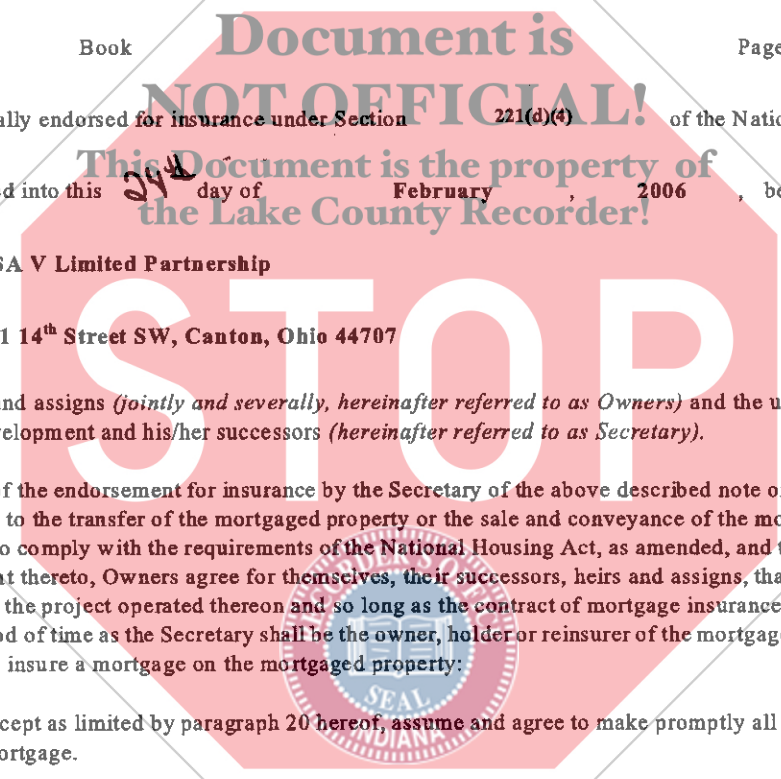 Document is
Book Page
NOT OFFICIAL!
ally endorsed for insurance under Section 221(d)(4) of the Natio
This Document is the property of
d into this day of February , 2006 , be
the Lake County Recorder!
SA V Limited Partnership
1 14th Street SW, Canton, Ohio 44707
STOP
and assigns (jointly and severally, hereinafter referred to as Owners) and the u
velopment and his/her successors (hereinafter referred to as Secretary).
of the endorsement for insurance by the Secretary of the above described note o
to the transfer of the mortgaged property or the sale and conveyance of the mo
o comply with the requirements of the National Housing Act, as amended, and
at thereto, Owners agree for themselves, their successors, heirs and assigns, tha
the project operated thereon and so long as the contract of mortgage insurance
od of time as the Secretary shall be the owner, holder or reinsurer of the mortgage
insure a mortgage on the mortgaged property:
SEAL
INDIANA
cept as limited by paragraph 20 hereof, assume and agree to make promptly all
ortgage.